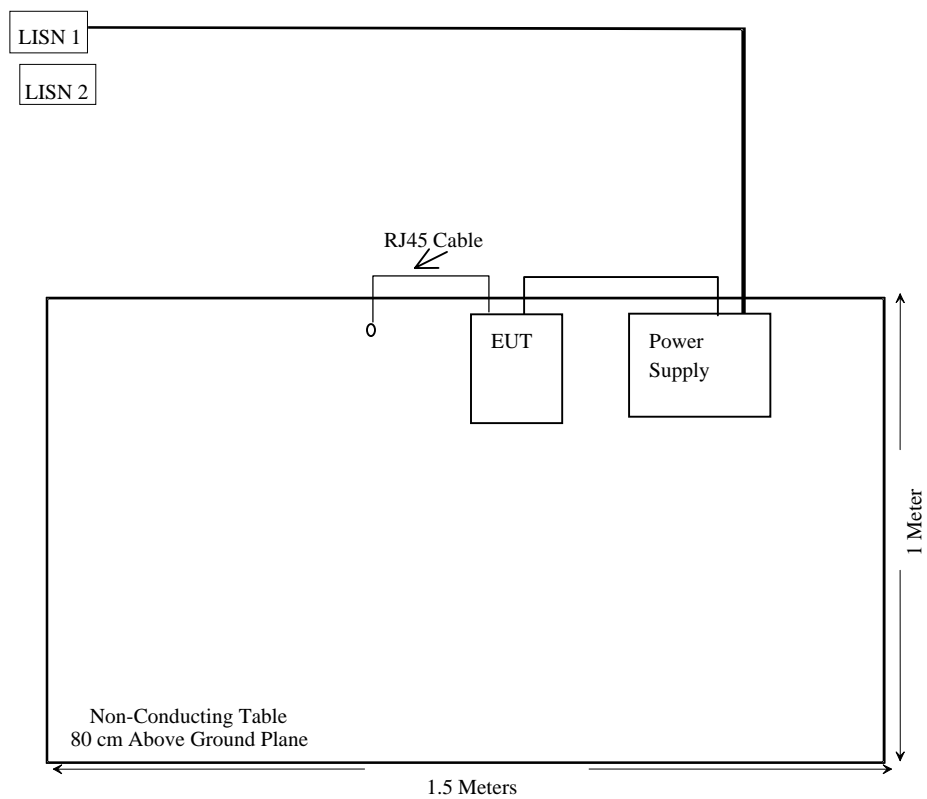 LISN 1
LISN 2
RJ45 Cable
EUT
Power
Supply
1 Meter
Non-Conducting Table
80 cm Above Ground Plane
1.5 Meters